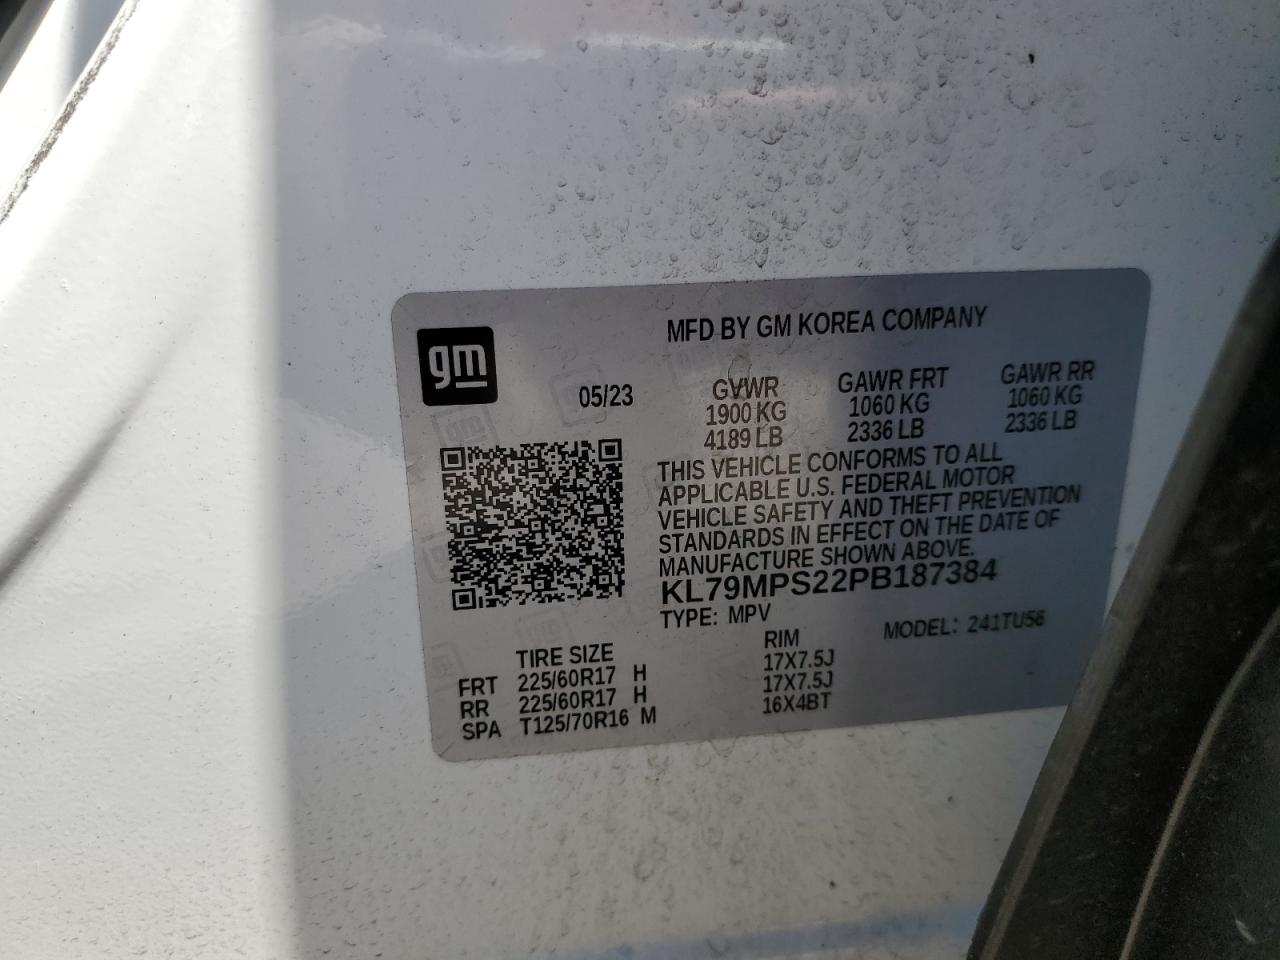 gm
MFD BY GM KOREA COMPANY
05/23
GVWR GAWR FRT GAWR RR
1900 KG 1060 KG 1060 KG
4189 LB 2336 LB 2336 LB
THIS VEHICLE CONFORMS TO ALL
APPLICABLE U.S. FEDERAL MOTOR
VEHICLE SAFETY AND THEFT PREVENTION
STANDARDS IN EFFECT ON THE DATE OF
MANUFACTURE SHOWN ABOVE.
KL79MPS22PB187384
TYPE: MPV MODEL: 241TU56
TIRE SIZE RIM
FRT 225/60R17 H 17X7.5J
RR 225/60R17 H 17X7.5J
SPA T125/70R16 M 16X4BT